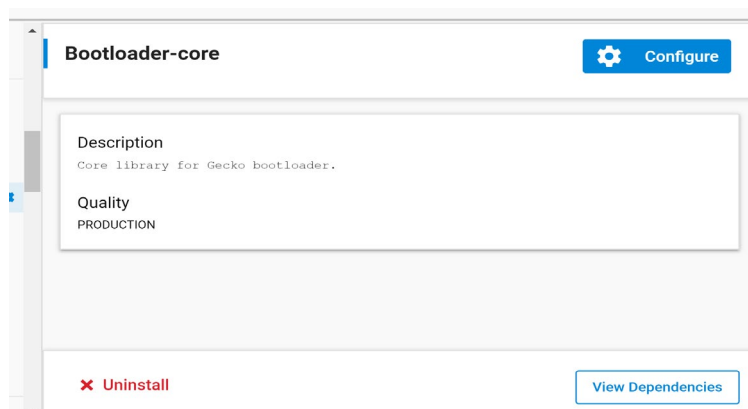 Bootloader-core
Configure
Description
Core library for Gecko bootloader.
Quality
PRODUCTION
Uninstall
View Dependencies